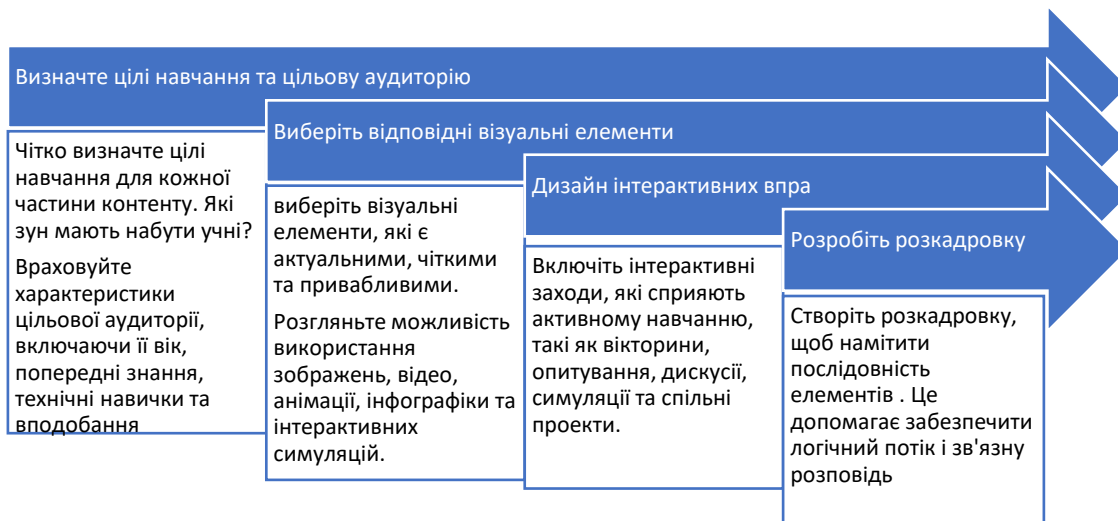 Визначте цілі навчання та цільову аудиторію
Чітко визначте цілі
навчання для кожної
частини контенту. Які
зун мають набути учні?
Враховуйте
характеристики
цільової аудиторії,
включаючи її вік,
попередні знання,
технічні навички та
вподобання
Виберіть відповідні візуальні елементи
виберіть візуальні
елементи, які є
актуальними, чіткими
та привабливими.
Розгляньте можливість
використання
зображень, відео,
анімації, інфографіки та
інтерактивних
симуляцій.
Дизайн інтерактивних впра
Включіть інтерактивні
заходи, які сприяють
активному навчанню,
такі як вікторини,
опитування, дискусії,
симуляції та спільні
проекти.
Розробіть розкадровку
Створіть розкадровку,
щоб намітити
послідовність
елементів . Це
допомагає забезпечити
логічний потік і зв'язну
розповідь